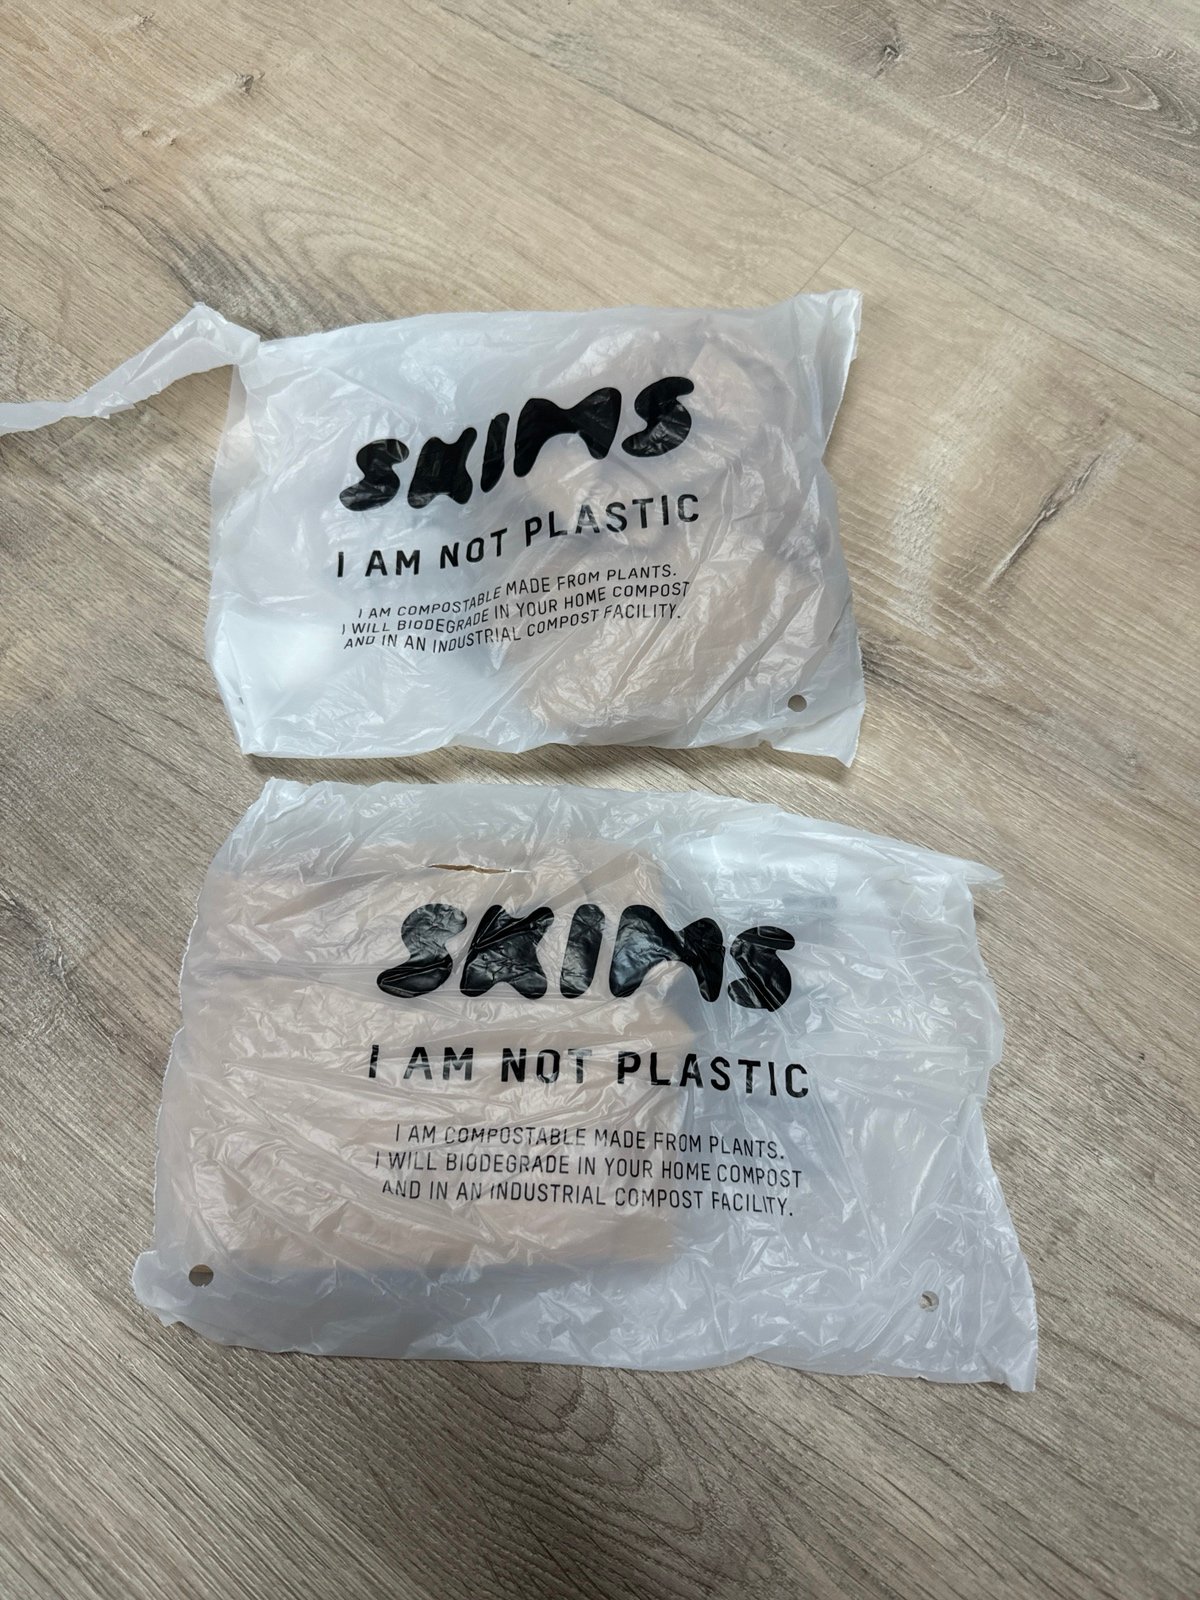 SKIMS
I AM NOT PLASTIC
I AM COMPOSTABLE MADE FROM PLANTS.
I WILL BIODEGRADE IN YOUR HOME COMPOST
AND IN AN INDUSTRIAL COMPOST FACILITY.
SKIMS
I AM NOT PLASTIC
I AM COMPOSTABLE MADE FROM PLANTS.
I WILL BIODEGRADE IN YOUR HOME COMPOST
AND IN AN INDUSTRIAL COMPOST FACILITY.